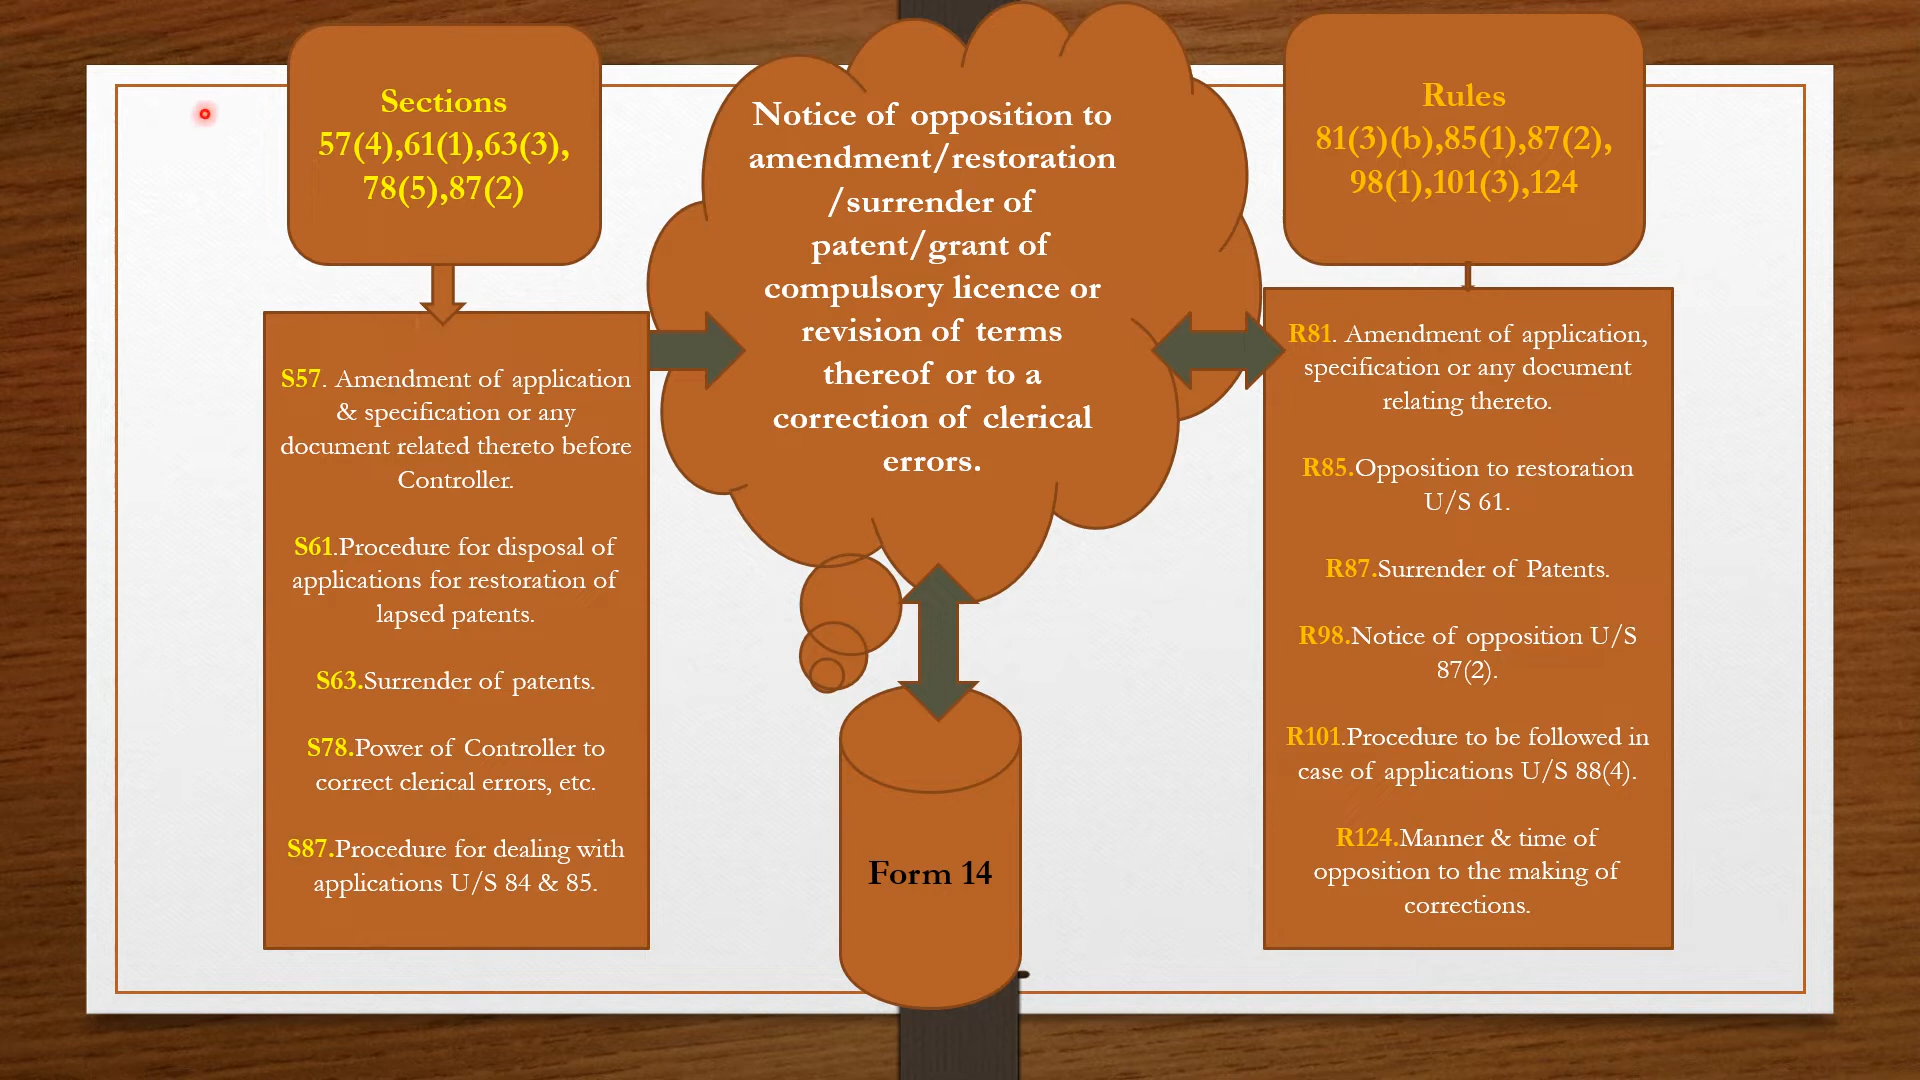 Sections
57(4),61(1),63(3),
78(5),87(2)
S57. Amendment of application
& specification or any
document related thereto before
Controller.
S61.Procedure for disposal of
applications for restoration of
lapsed patents.
S63.Surrender of patents.
S78.Power of Controller to
correct clerical errors, etc.
S87.Procedure for dealing with
applications U/S 84 & 85.
Notice of opposition to
amendment/restoration
/surrender of
patent/grant of
compulsory licence or
revision of terms
thereof or to a
correction of clerical
errors.
Form 14
Rules
81(3)(b),85(1),87(2),
98(1),101(3),124
R81. Amendment of application,
specification or any document
relating thereto.
R85.Opposition to restoration
U/S 61.
R87.Surrender of Patents.
R98.Notice of opposition U/S
87(2).
R101.Procedure to be followed in
case of applications U/S 88(4).
R124.Manner & time of
opposition to the making of
corrections.